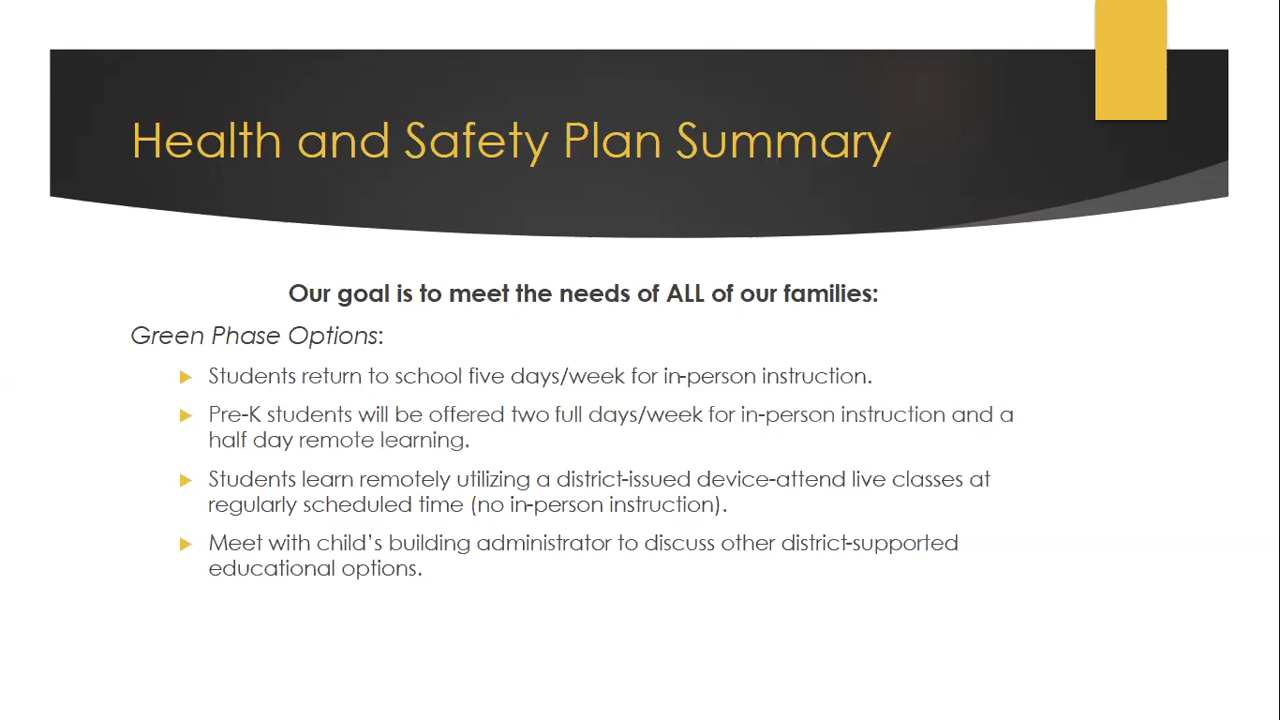 Health and Safety Plan Summary
Our goal is to meet the needs of ALL of our families:
Green Phase Options:
Students return to school five days/week for in-person instruction.
Pre-K students will be offered two full days/week for in-person instruction and a
half day remote learning.
Students learn remotely utilizing a district-issued device-attend live classes at
regularly scheduled time (no in-person instruction).
Meet with child's building administrator to discuss other district-supported
educational options.